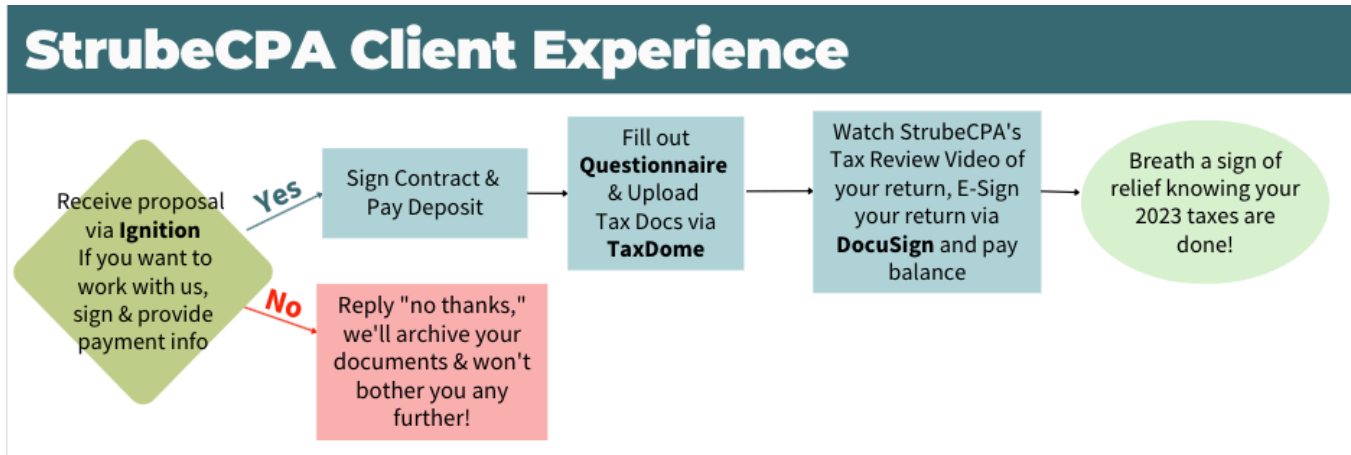 StrubeCPA Client Experience
Receive proposal
via Ignition
If you want to
work with us,
sign & provide
payment info
Yes
Sign Contract &
Pay Deposit
Fill out
Questionnaire
& Upload
Tax Docs via
TaxDome
Watch StrubeCPA's
Tax Review Video of
your return, E-Sign
your return via
DocuSign and pay
balance
Breath a sign of
relief knowing your
2023 taxes are
done!
No
Reply "no thanks,"
we'll archive your
documents & won't
bother you any
further!